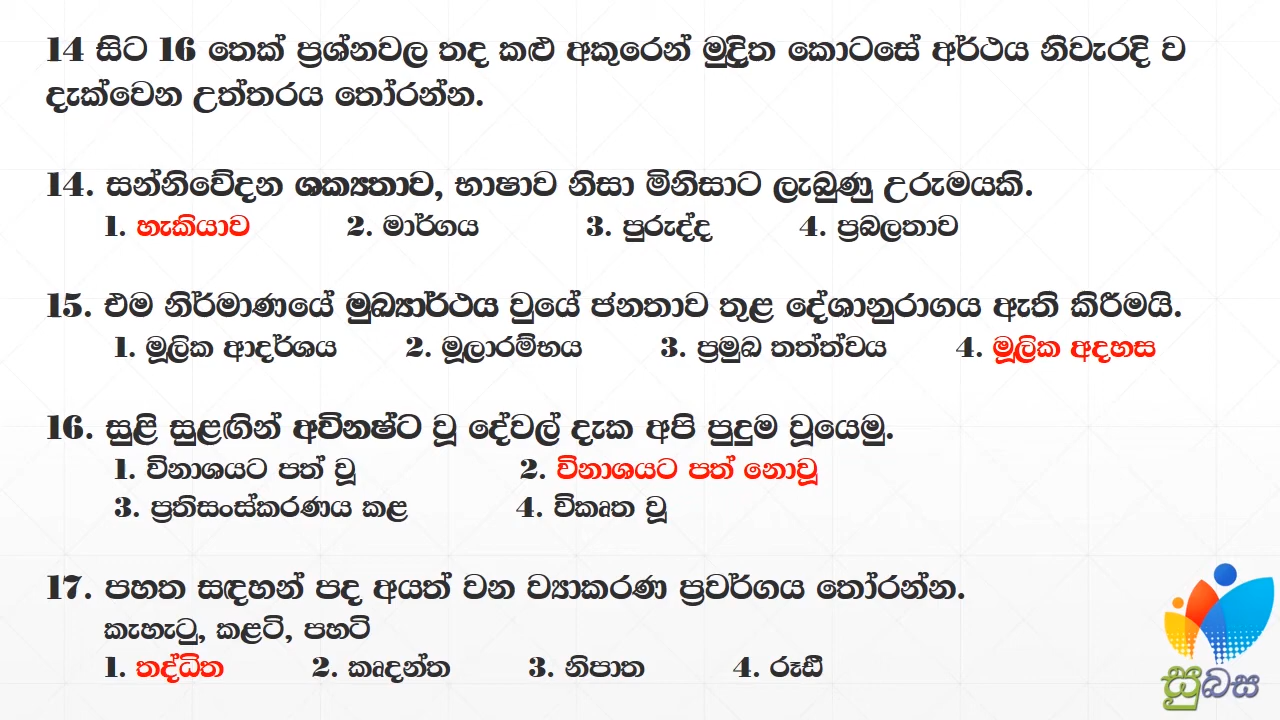 14 සිට 16 තෙක් ප්‍රශ්නවල තද කළු අකුරෙන් මුද්‍රිත කොටසේ අර්ථය නිවැරදි ව
දැක්වෙන උත්තරය තෝරන්න.
14. සන්නිවේදන ශක්‍යතාව, භාෂාව නිසා මිනිසාට ලැබුණු උරුමයකි.
1. හැකියාව 2. මාර්ගය 3. පුරුද්ද 4. ප්‍රබලතාව
15. එම නිර්මාණයේ මුඛ්‍යාර්ථය වුයේ ජනතාව තුළ දේශානුරාගය ඇති කිරීමයි.
1. මූලික ආදර්ශය 2. මූලාරම්භය 3. ප්‍රමුඛ තත්ත්වය 4. මූලික අදහස
16. සුළි සුළඟින් අවිනෂ්ට වූ දේවල් දැක අපි පුදුම වූයෙමු.
1. විනාශයට පත් වූ 2. විනාශයට පත් නොවූ
3. ප්‍රතිසංස්කරණය කළ 4. විකෘත වූ
17. පහත සඳහන් පද අයත් වන ව්‍යාකරණ ප්‍රවර්ගය තෝරන්න.
කැහැටු, කළටි, පහටි
1. තද්ධිත 2. කෘදන්ත 3. නිපාත 4. රූඪී
සුබස